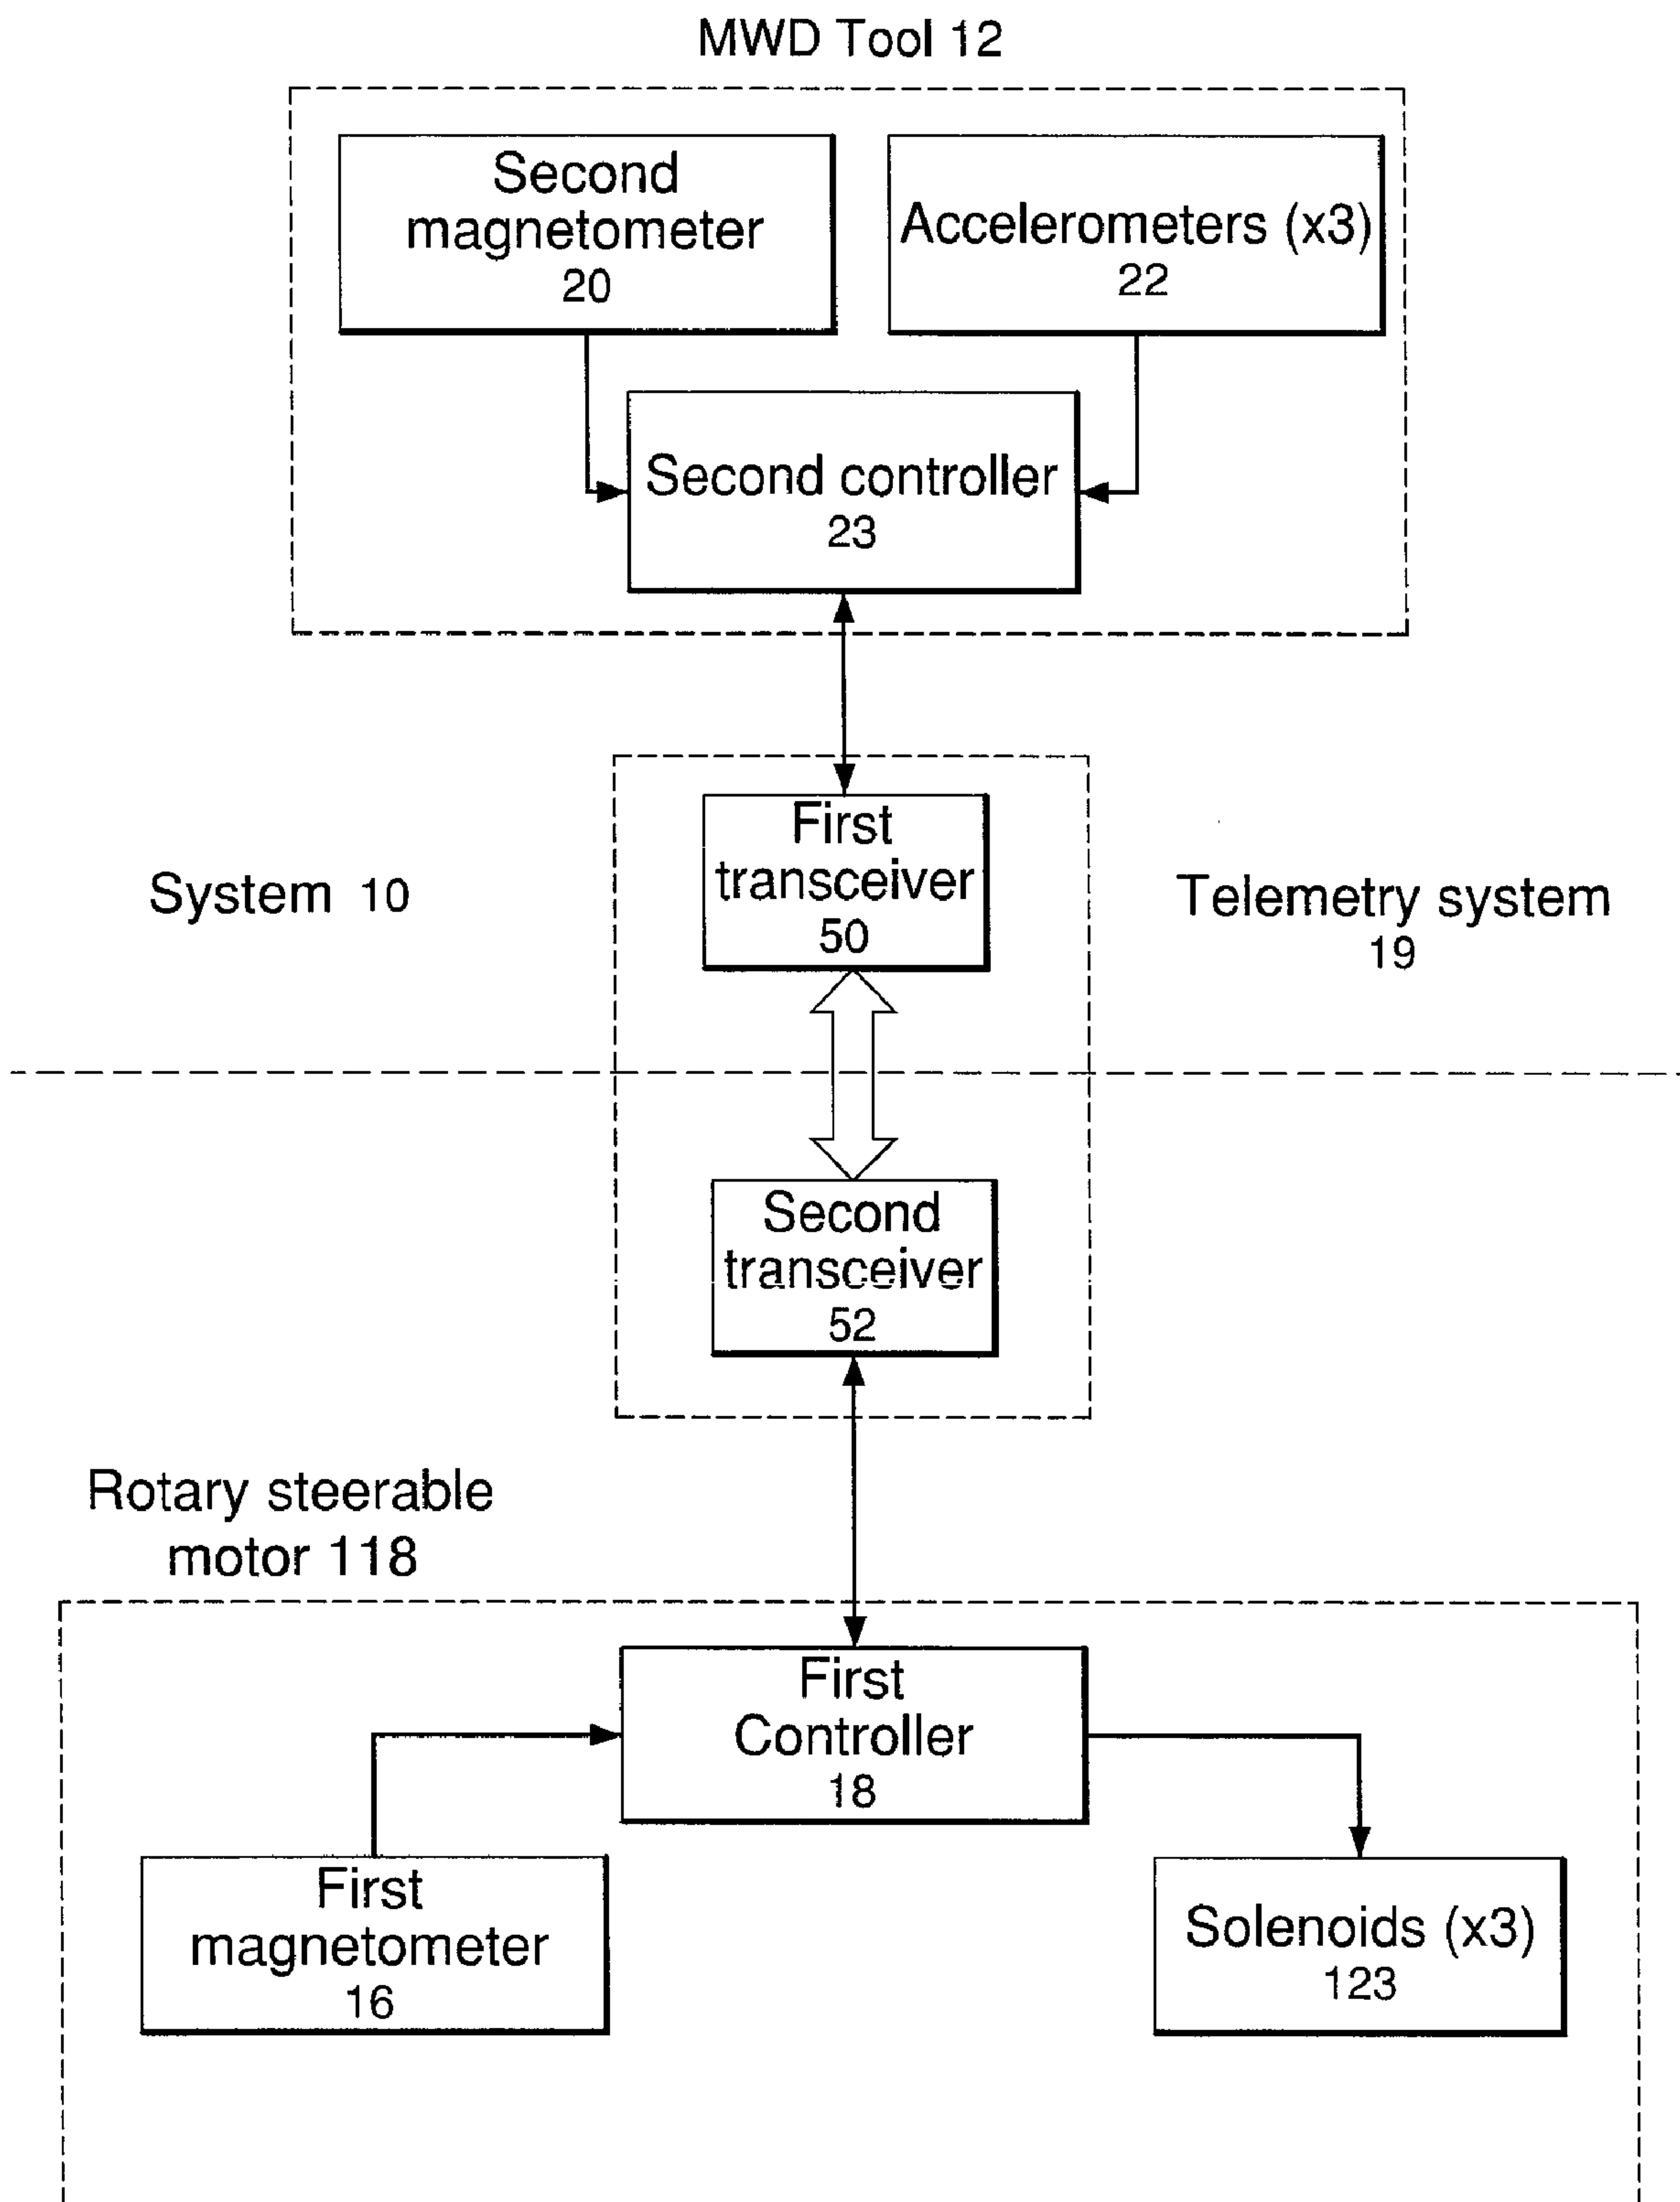 MWD Tool 12
Second
magnetometer
20
Accelerometers (x3)
22
Second controller
23
First
transceiver
50
System 10
Telemetry system
19
Second
transceiver
52
Rotary steerable
motor 118
First
Controller
18
First
magnetometer
16
Solenoids (x3)
123